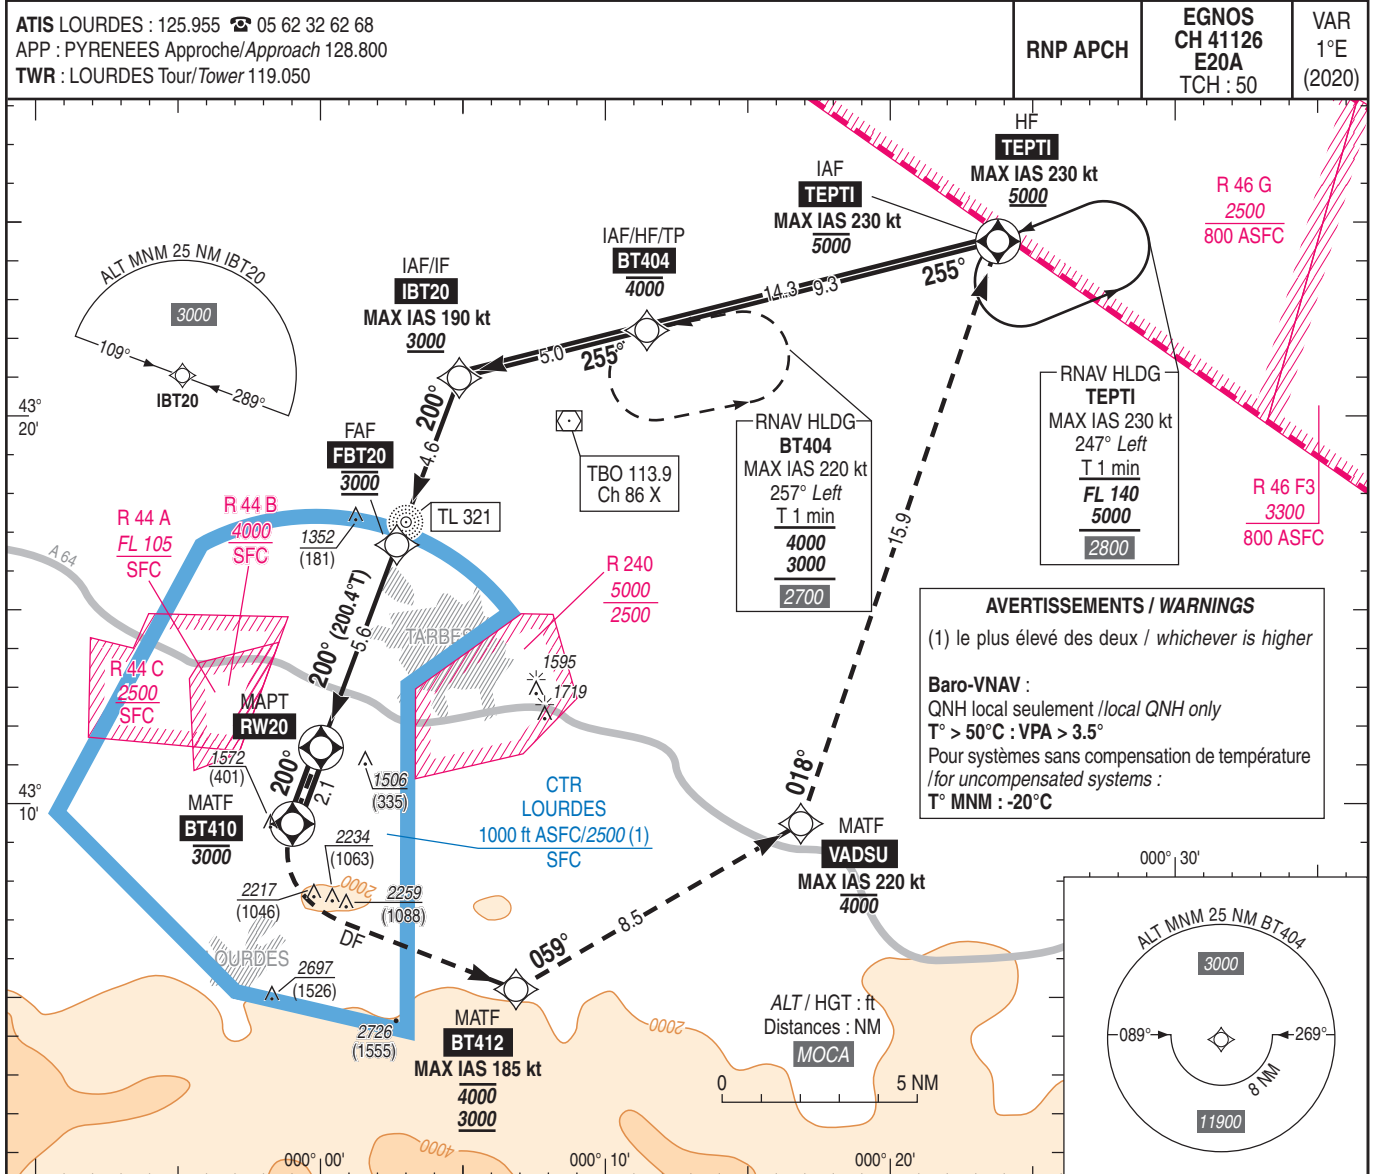 ATIS LOURDES : 125.955 ☎ 05 62 32 62 68
APP : PYRENEES Approche/Approach 128.800
TWR : LOURDES Tour/Tower 119.050
RNP APCH
EGNOS
CH 41126
E20A
TCH : 50
VAR
1°E
(2020)
HF
TEPTI
MAX IAS 230 kt
5000
IAF
TEPTI
MAX IAS 230 kt
5000
R 46 G
2500
800 ASFC
IAF/HF/TP
BT404
4000
IAF/IF
IBT20
MAX IAS 190 kt
3000
ALT MNM 25 NM IBT20
3000
109°
289°
IBT20
255°
14.3
9.3
255°
5.0
200°
4.6
43°
20'
FAF
FBT20
3000
TL 321
TBO 113.9
Ch 86 X
RNAV HLDG
BT404
MAX IAS 220 kt
257° Left
T 1 min
4000
3000
2700
RNAV HLDG
TEPTI
MAX IAS 230 kt
247° Left
T 1 min
FL 140
5000
2800
R 46 F3
3300
800 ASFC
R 44 A
FL 105
SFC
R 44 B
4000
SFC
1352
(181)
A 64
R 240
5000
2500
15.9
TARBES
200° (200.4°T)
5.6
1595
1719
R 44 C
2500
SFC
MAPT
RW20
AVERTISSEMENTS / WARNINGS
(1) le plus élevé des deux / whichever is higher
Baro-VNAV :
QNH local seulement /local QNH only
T° > 50°C : VPA > 3.5°
Pour systèmes sans compensation de température
/for uncompensated systems :
T° MNM : -20°C
1572
(401)
200°
2.1
1506
(335)
018°
43°
10'
MATF
BT410
3000
CTR
LOURDES
1000 ft ASFC/2500 (1)
SFC
MATF
VADSU
MAX IAS 220 kt
4000
000° 30'
2234
(1063)
2000
2217
(1046)
2259
(1088)
DF
059°
8.5
LOURDES
2697
(1526)
2726
(1555)
MATF
BT412
MAX IAS 185 kt
4000
3000
2000
ALT / HGT : ft
Distances : NM
MOCA
0
5 NM
ALT MNM 25 NM BT404
3000
089°
269°
8 NM
11900
4000
000° 00'
000° 10'
000° 20'